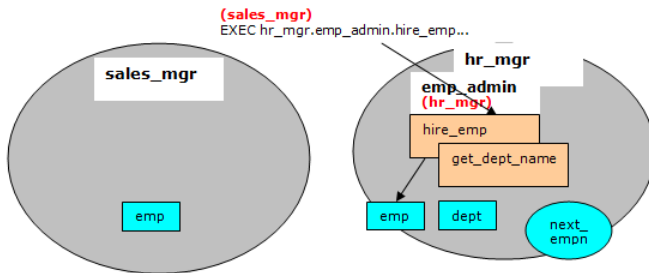 (sales_mgr)
EXEC hr_mgr.emp_admin.hire_emp...
sales_mgr
hr_mgr
emp_admin
(hr_mgr)
hire_emp
get_dept_name
emp
emp
dept
next_
empn